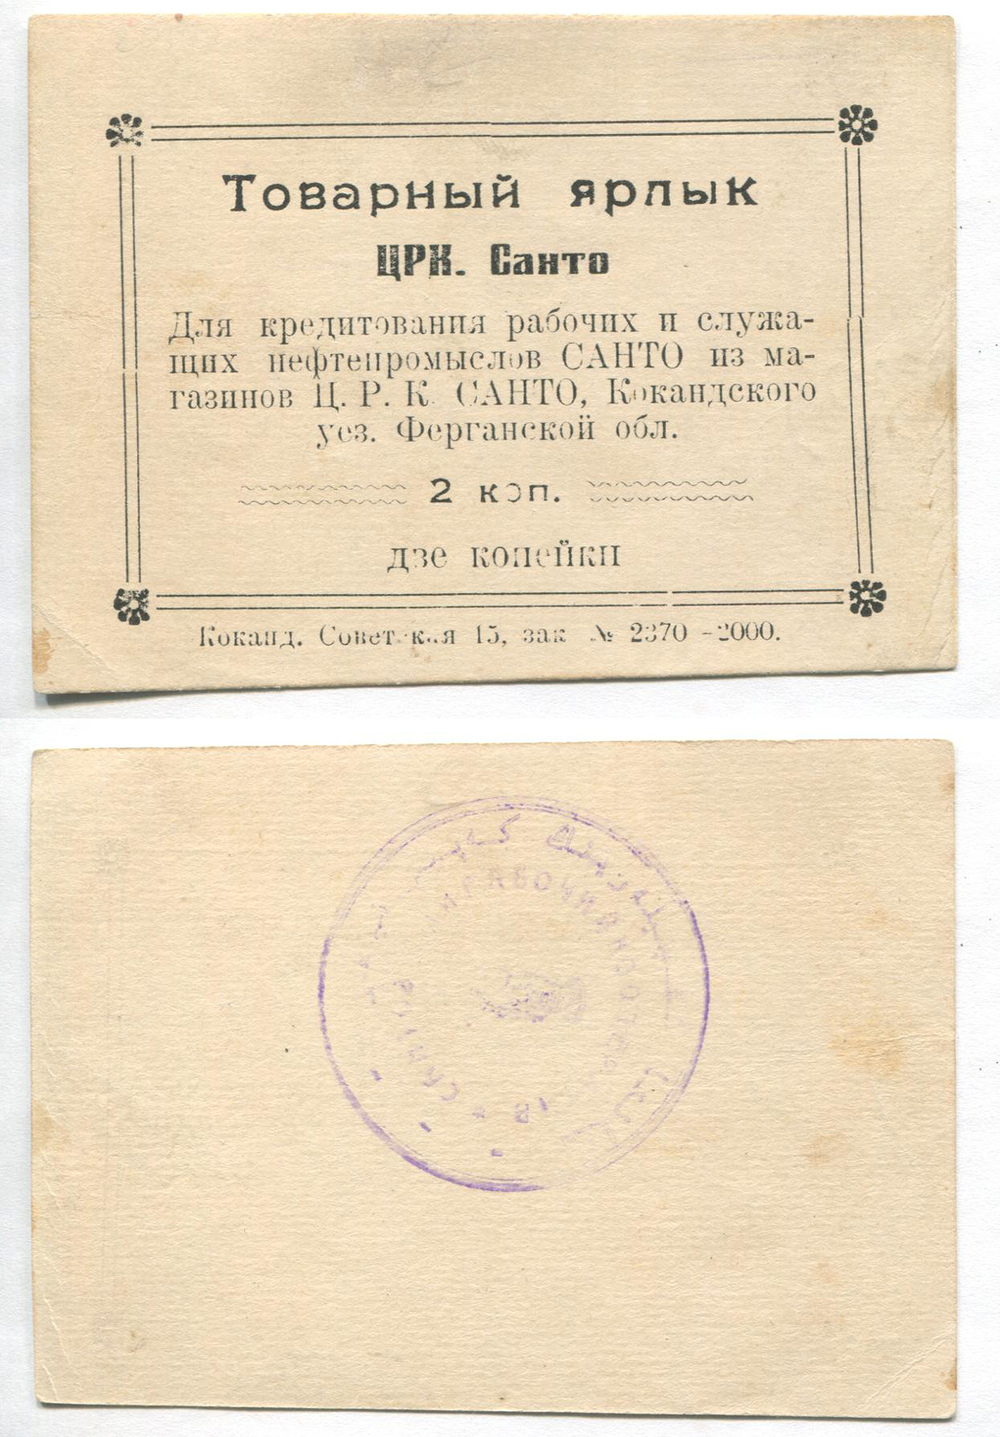 Товарный ярлык
ЦРК. Санто
Для кредитования рабочих и служа-
щих нефтепромыслов САНТО из ма-
газинов Ц. Р. К. САНТО, Кокандского
уез. Ферганской обл.
2 коп.
дзе копейки
Коканд. Советская 15, зак № 2370 -2000.